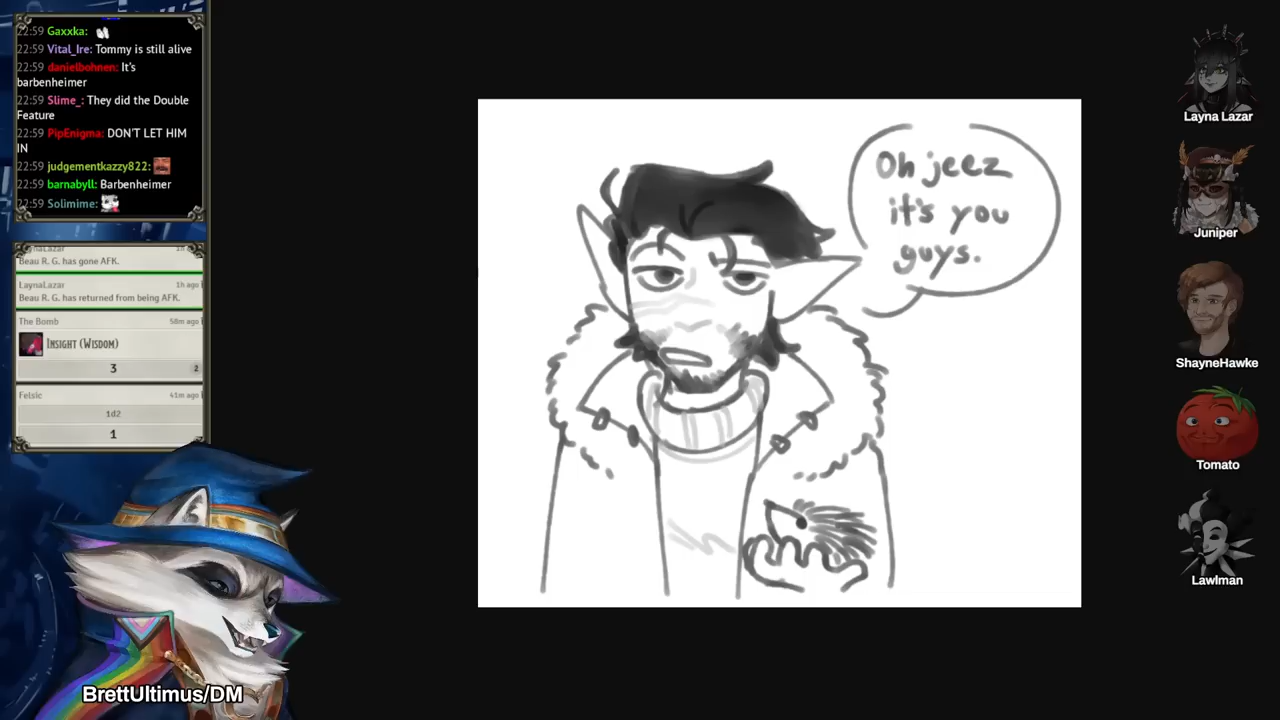 22:59 Gaxxka:
22:59 Vital_Ire: Tommy is still alive
22:59 danielbohnen: It's
barbenheimer
22:59 Slime_: They did the Double
Feature
22:59 PipEnigma: DON'T LET HIM
IN
22:59 judgementkazzy822:
22:59 barnabyll: Barbenheimer
22:59 Solimime:
Beau R. G. has gone AFK.
LaynaLazar 1h ago
Beau R. G. has returned from being AFK.
The Bomb 58m ago
Insight (Wisdom)
3 2
Felsic 41m ago
1d2
1
BrettUltimus/DM
Oh jeez
it's you
guys.
Layna Lazar
Juniper
ShayneHawke
Tomato
Lawlman